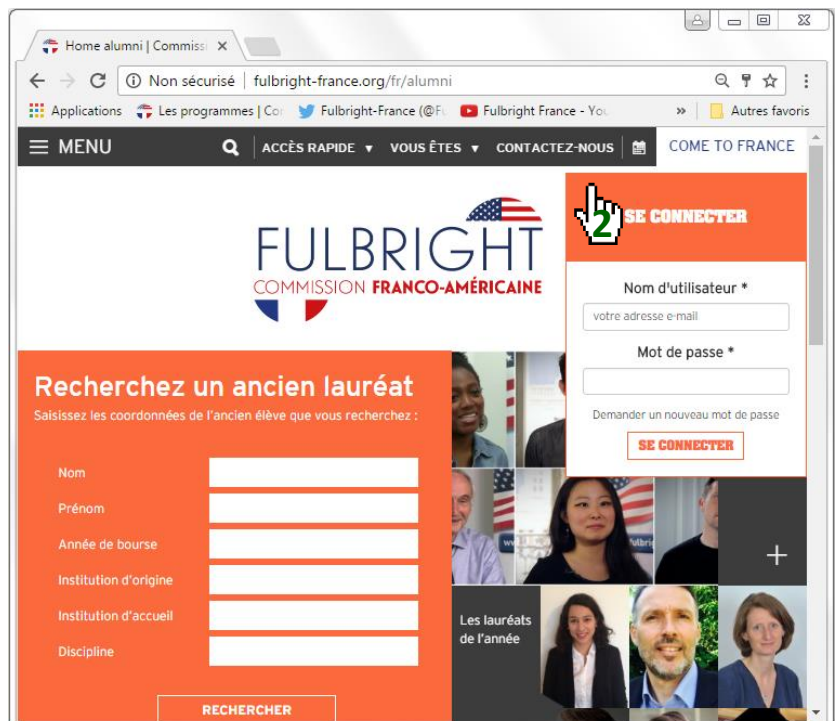 Home alumni | Commiss
Non sécurisé | fulbright-france.org/fr/alumni
Applications Les programmes | Co Twitter Fulbright-France (@F Fulbright France - You » Autres favoris
MENU ACCÈS RAPIDE ▼ VOUS ÊTES ▼ CONTACTEZ-NOUS COME TO FRANCE
2 SE CONNECTER
FULBRIGHT
COMMISSION FRANCO-AMÉRICAINE
Nom d'utilisateur *
votre adresse e-mail
Mot de passe *
Demander un nouveau mot de passe
SE CONNECTER
Recherchez un ancien lauréat
Saisissez les coordonnées de l'ancien élève que vous recherchez :
Nom
Prénom
Année de bourse
Institution d'origine
Institution d'accueil
Discipline
RECHERCHER
Les lauréats
de l'année
+